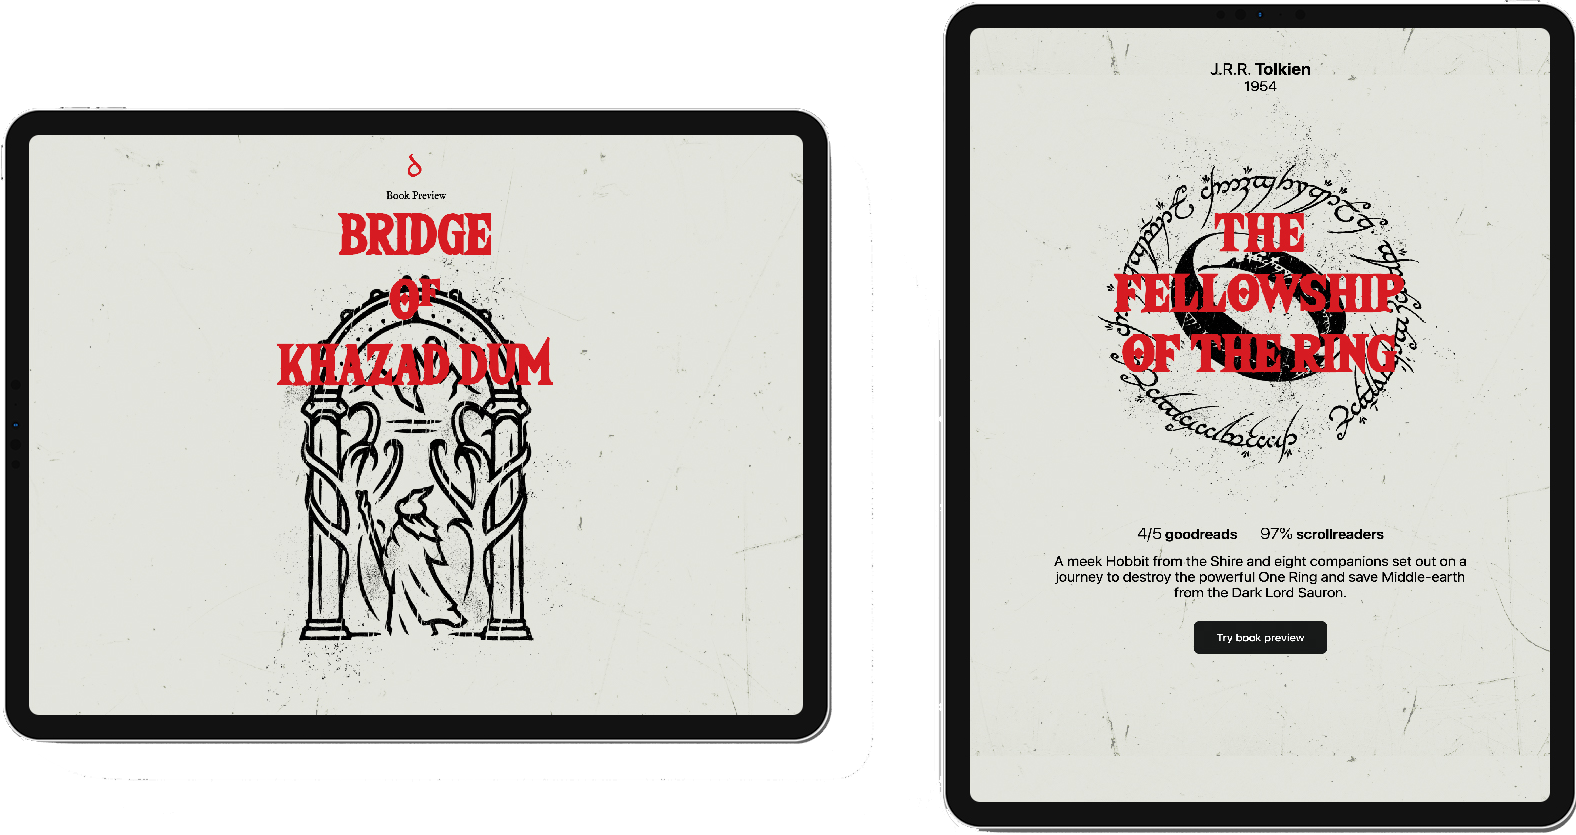 Book Preview
BRIDGE
OF
KHAZAD DUM
J.R.R. Tolkien
1954
THE
FELLOWSHIP
OF THE RING
4/5 goodreads 97% scrollreaders
A meek Hobbit from the Shire and eight companions set out on a
journey to destroy the powerful One Ring and save Middle-earth
from the Dark Lord Sauron.
Try book preview